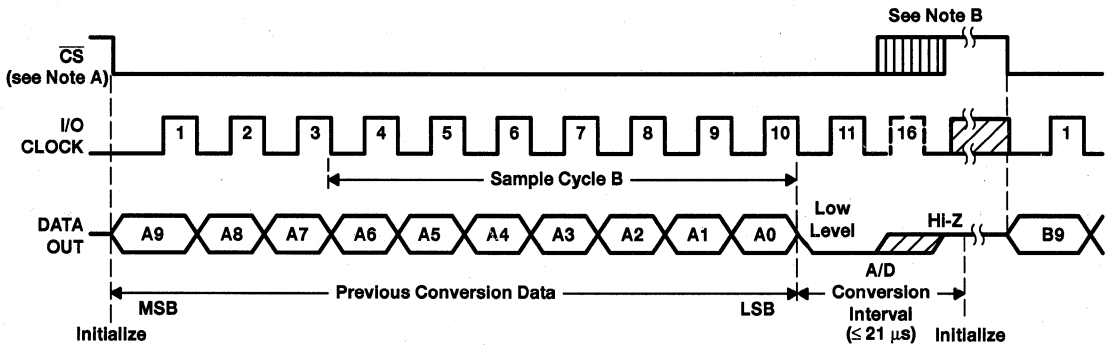 See Note B
CS
(see Note A)
I/O
CLOCK
1 2 3 4 5 6 7 8 9 10 11 16 1
Sample Cycle B
DATA
OUT
A9 A8 A7 A6 A5 A4 A3 A2 A1 A0 Low Level Hi-Z B9
Previous Conversion Data
MSB LSB
A/D
Conversion
Interval
(≤ 21 μs)
Initialize Initialize